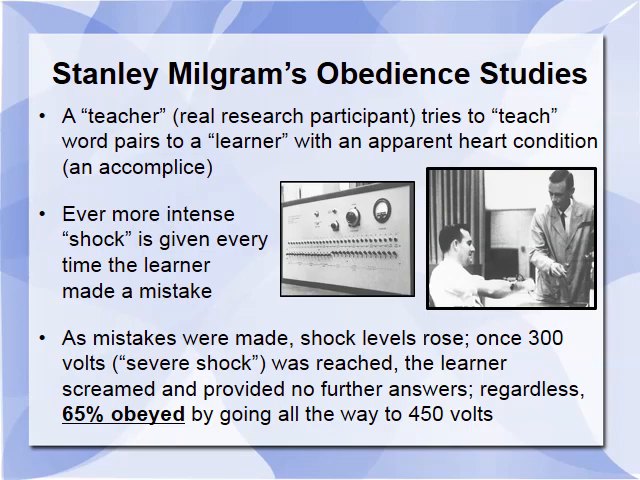 Stanley Milgram’s Obedience Studies
• A “teacher” (real research participant) tries to “teach”
word pairs to a “learner” with an apparent heart condition
(an accomplice)
• Ever more intense
“shock” is given every
time the learner
made a mistake
• As mistakes were made, shock levels rose; once 300
volts (“severe shock”) was reached, the learner
screamed and provided no further answers; regardless,
65% obeyed by going all the way to 450 volts